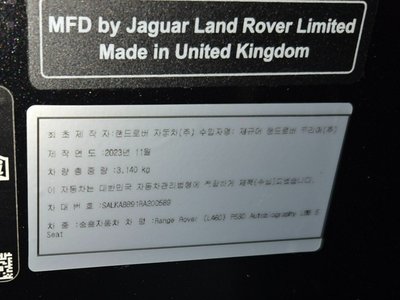 MFD by Jaguar Land Rover Limited
Made in United Kingdom
최 초 제 작 자:랜드로버 자동차(주) 수입자명: 재규어 랜드로버 코리아(주)
제 작 연 도 :2023년 11월
차 량 총 중 량 :3,140 kg
이 자동차는 대한민국 자동차관리법령에 적합하게 제작(수입)되었습니다.
차 대 번 호 :SALKA9B91RA200589
차 종 :승용자동차 차 명 :Range Rover (L460) P530 Autobiography LWB 5
Seat